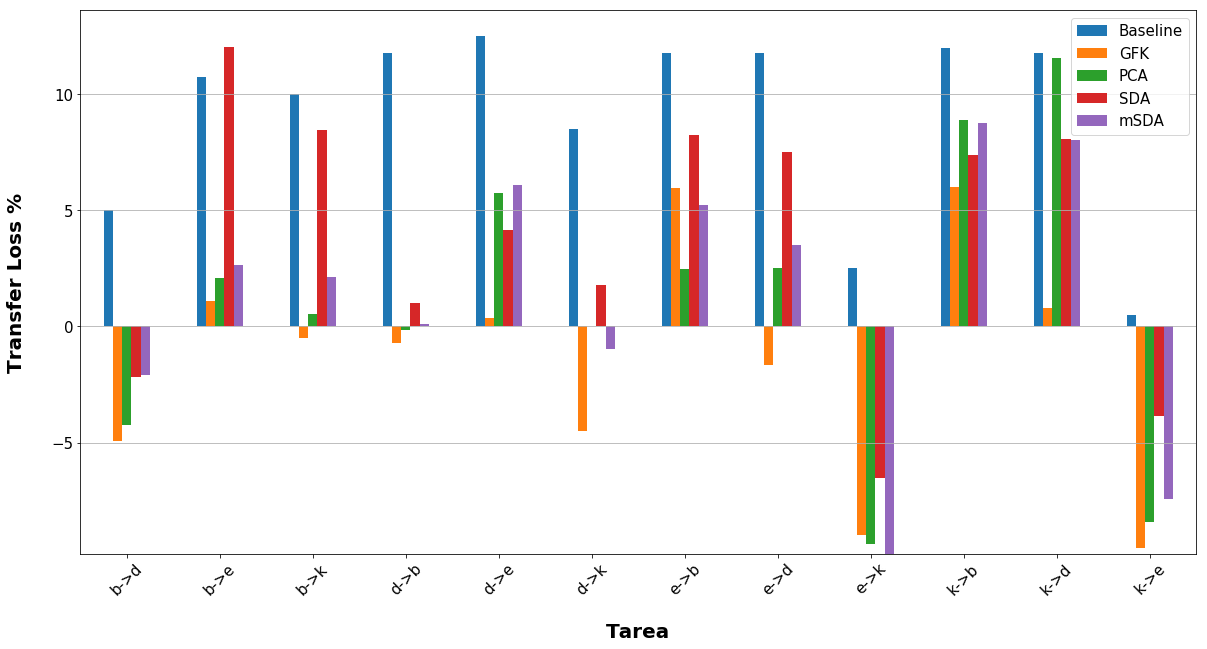 Baseline
GFK
PCA
SDA
mSDA
Transfer Loss %
10
5
0
−5
b->d
b->e
b->k
d->b
d->e
d->k
e->b
e->d
e->k
k->b
k->d
k->e
Tarea